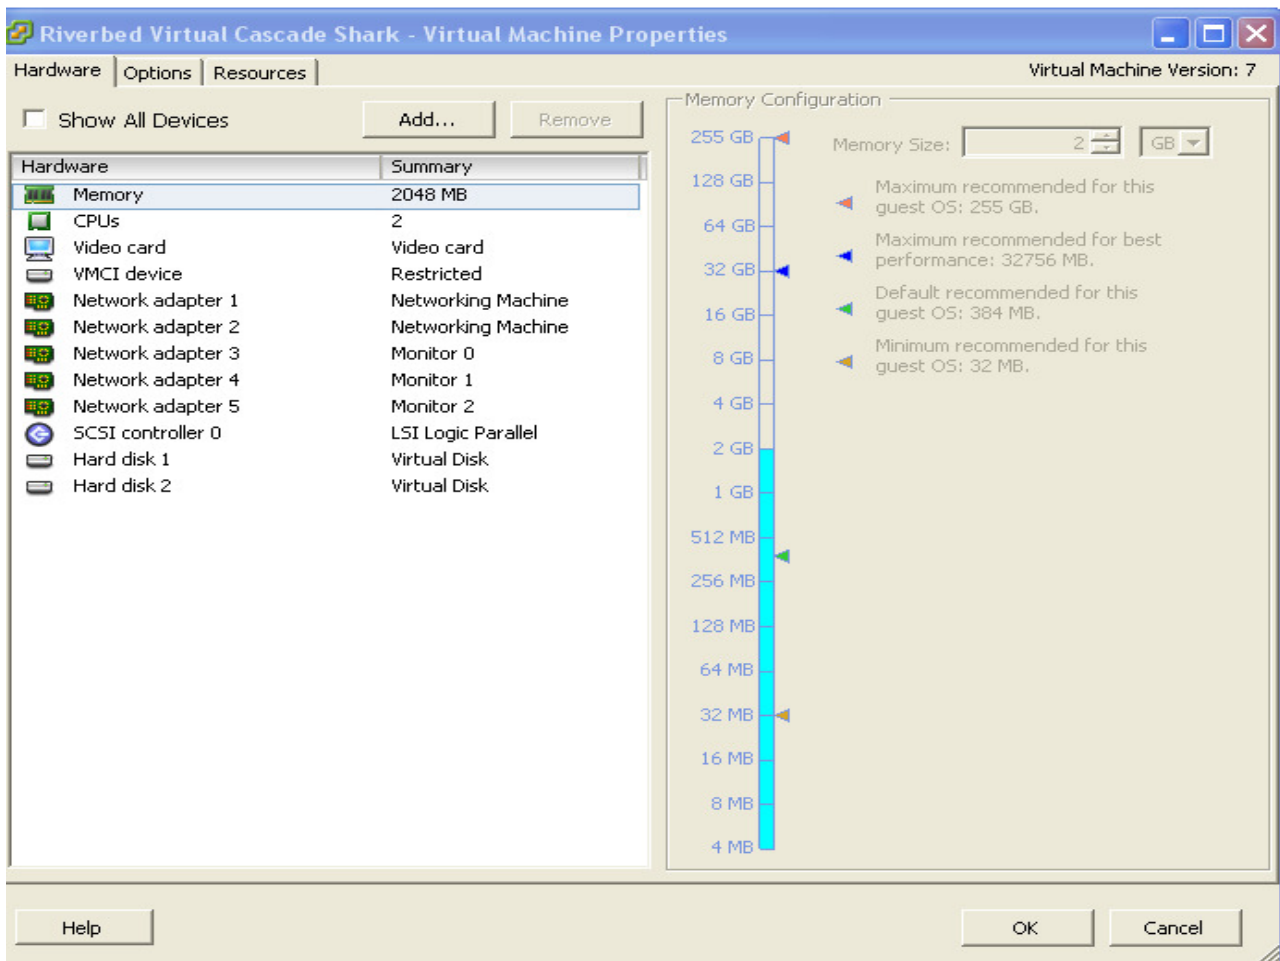 Riverbed Virtual Cascade Shark - Virtual Machine Properties
Hardware Options Resources Virtual Machine Version: 7
Show All Devices Add... Remove
Hardware Summary
Memory 2048 MB
CPUs 2
Video card Video card
VMCI device Restricted
Network adapter 1 Networking Machine
Network adapter 2 Networking Machine
Network adapter 3 Monitor 0
Network adapter 4 Monitor 1
Network adapter 5 Monitor 2
SCSI controller 0 LSI Logic Parallel
Hard disk 1 Virtual Disk
Hard disk 2 Virtual Disk
Memory Configuration
255 GB
128 GB
64 GB
32 GB
16 GB
8 GB
4 GB
2 GB
1 GB
512 MB
256 MB
128 MB
64 MB
32 MB
16 MB
8 MB
4 MB
Memory Size: 2 GB
Maximum recommended for this
guest OS: 255 GB.
Maximum recommended for best
performance: 32756 MB.
Default recommended for this
guest OS: 384 MB.
Minimum recommended for this
guest OS: 32 MB.
Help OK Cancel